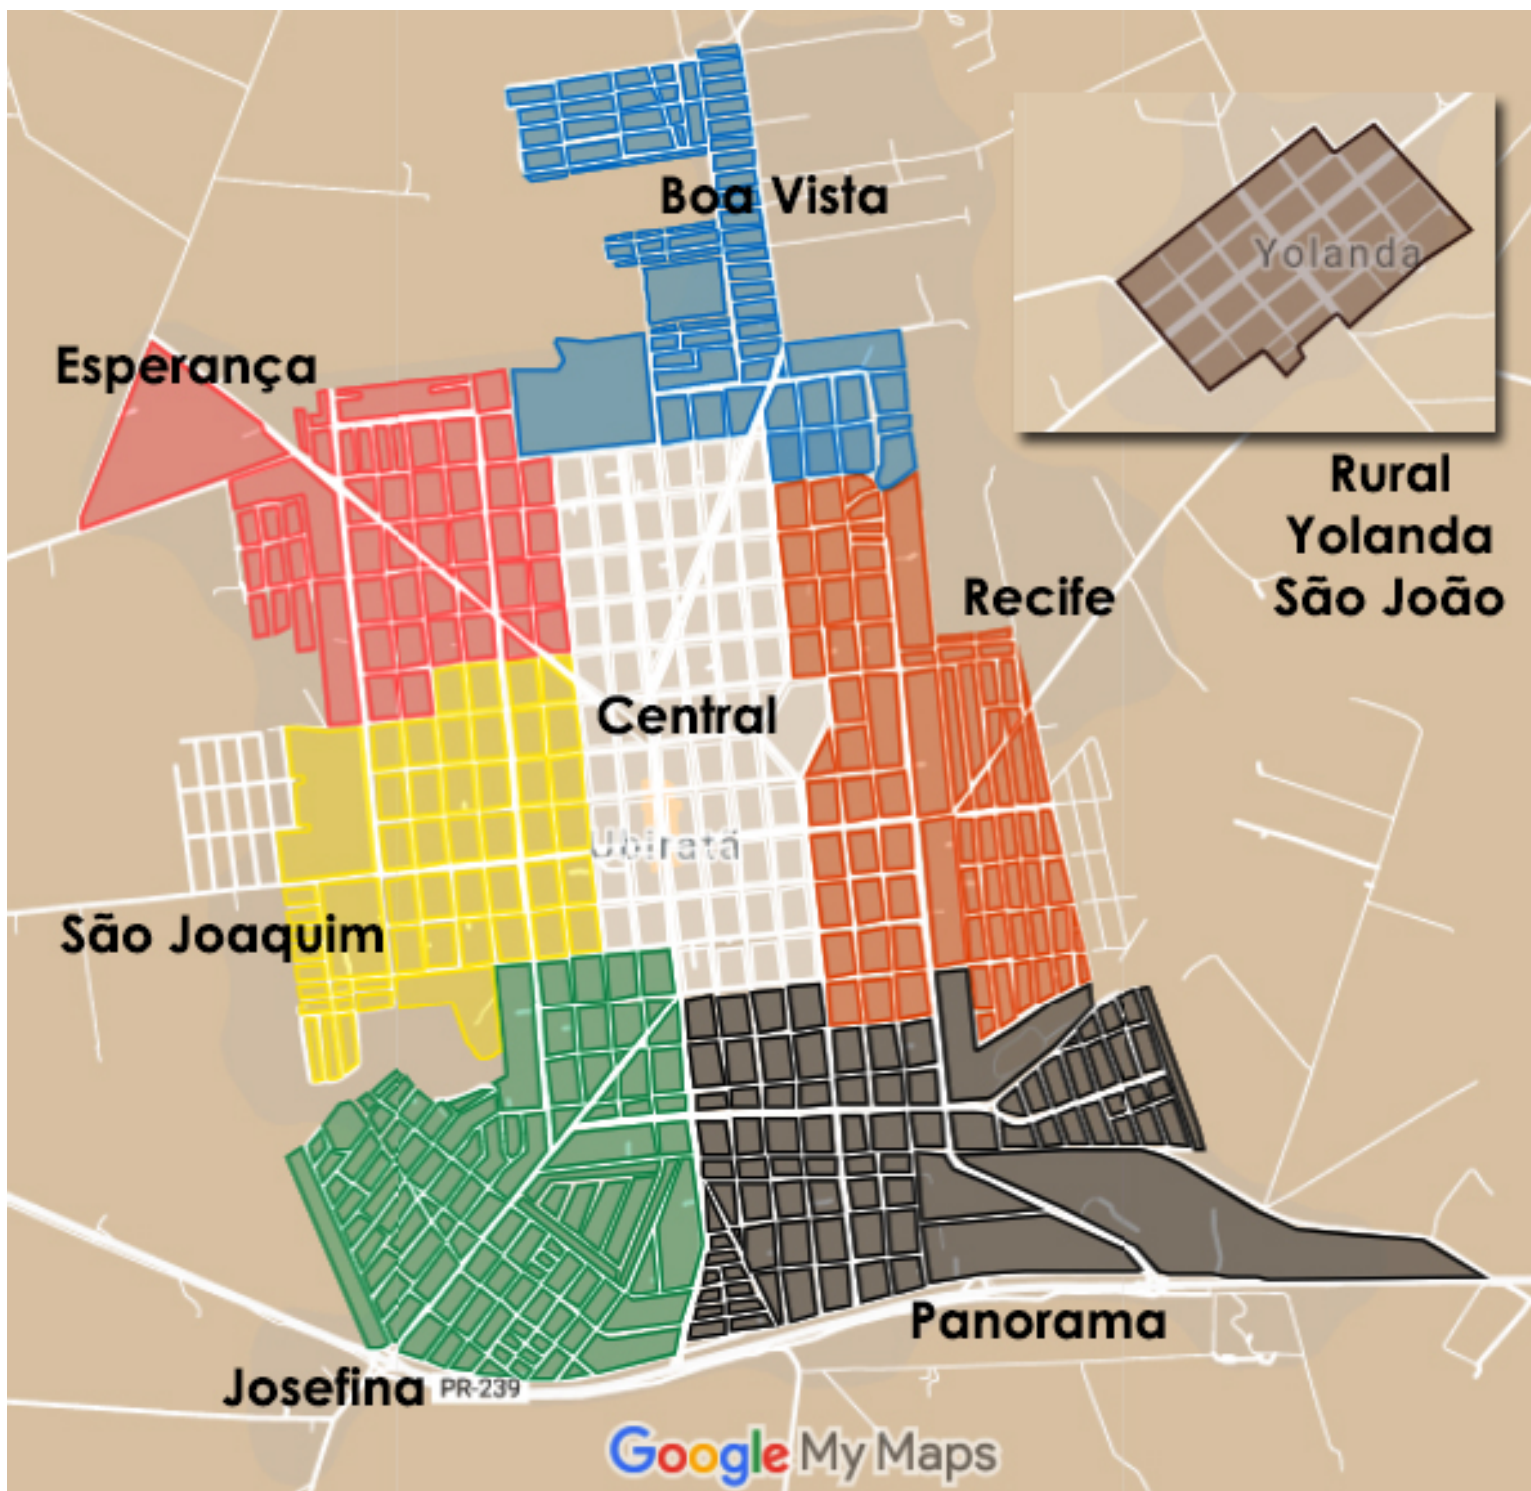 Boa Vista
Yolanda
Esperança
Rural
Yolanda
São João
Recife
Central
Ubiratã
São Joaquim
Panorama
Josefina
PR-239
Google My Maps